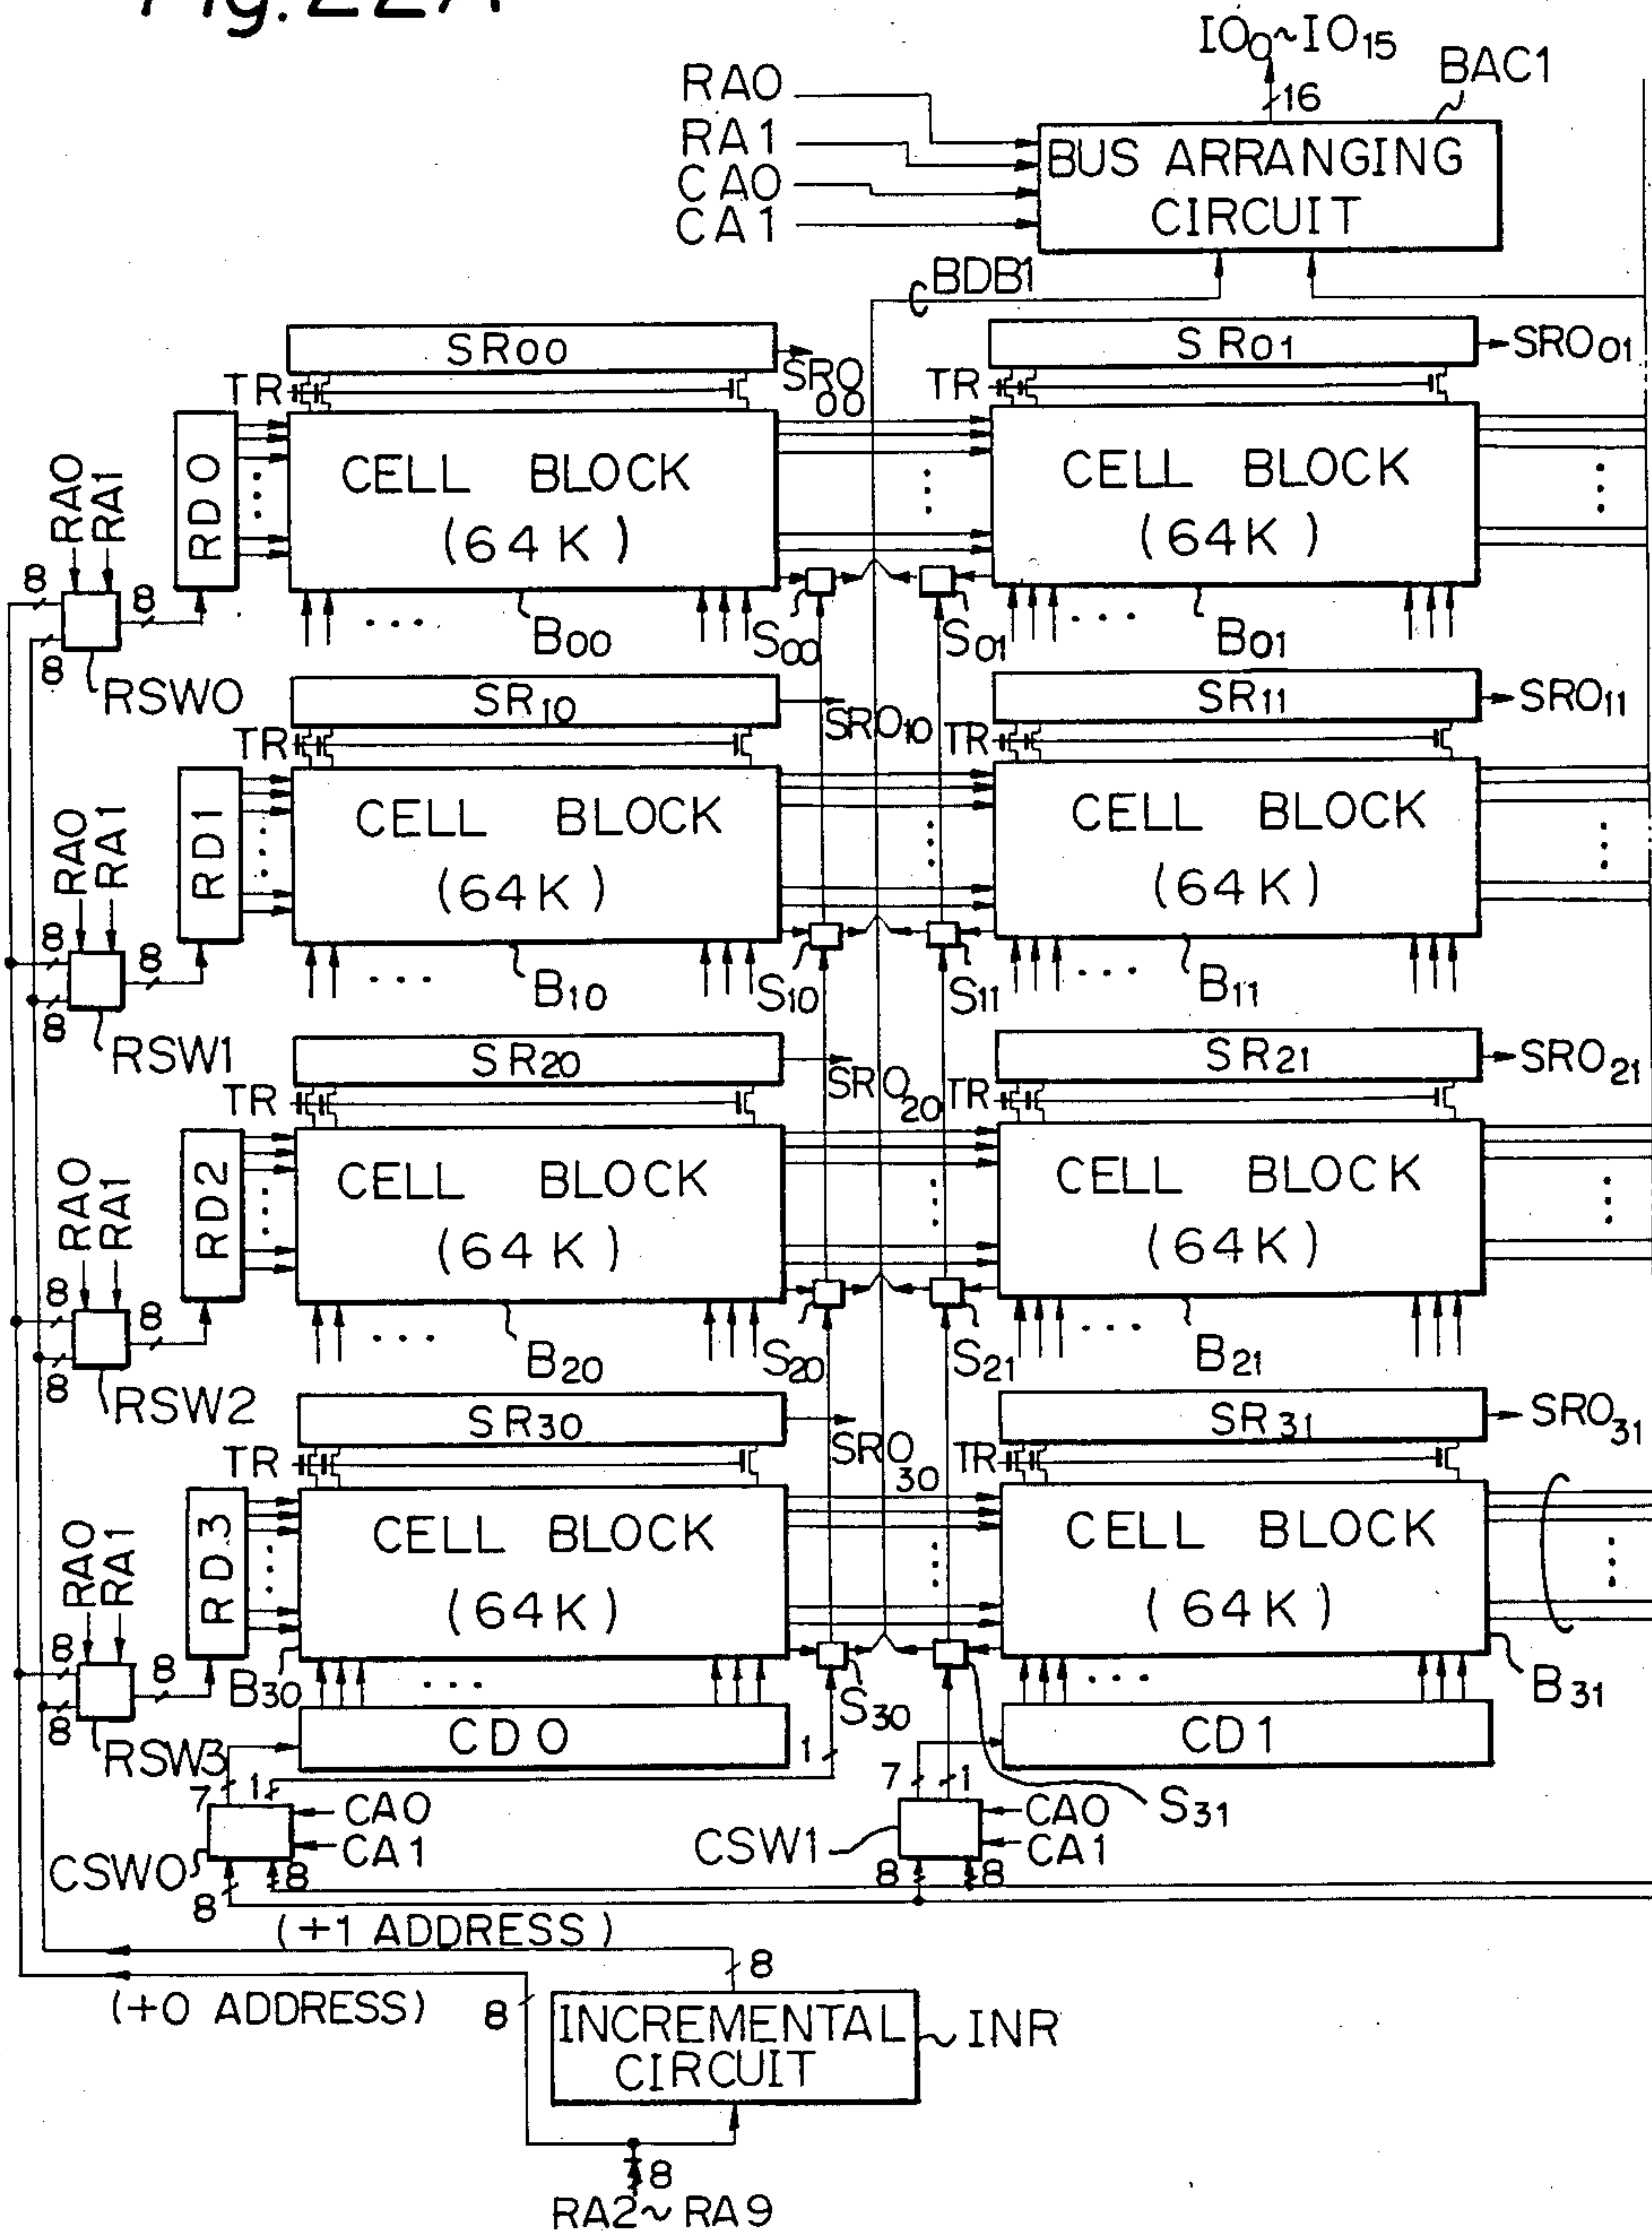 Fig. 22A
IO0~IO15
BAC1
16
RA0
RA1
CA0
CA1
BUS ARRANGING
CIRCUIT
BDB1
SR00
SRO00
SR01
SRO01
TR
TR
RD0
CELL BLOCK
(64K)
CELL BLOCK
(64K)
RA0
RA1
8
8
8
RSW0
B00
S00
S01
B01
SR10
SRO10
SR11
SRO11
TR
TR
RD1
CELL BLOCK
(64K)
CELL BLOCK
(64K)
RA0
RA1
8
8
8
RSW1
B10
S10
S11
B11
SR20
SRO20
SR21
SRO21
TR
TR
RD2
CELL BLOCK
(64K)
CELL BLOCK
(64K)
RA0
RA1
8
8
8
RSW2
B20
S20
S21
B21
SR30
SRO30
SR31
SRO31
TR
TR
RD3
CELL BLOCK
(64K)
CELL BLOCK
(64K)
RA0
RA1
8
8
8
RSW3
B30
S30
B31
CD0
CD1
1
7
1
7
1
S31
CA0
CA1
CSW0
CA0
CA1
CSW1
8
8
8
8
(+1 ADDRESS)
8
(+0 ADDRESS)
8
INCREMENTAL
CIRCUIT
INR
8
RA2~RA9